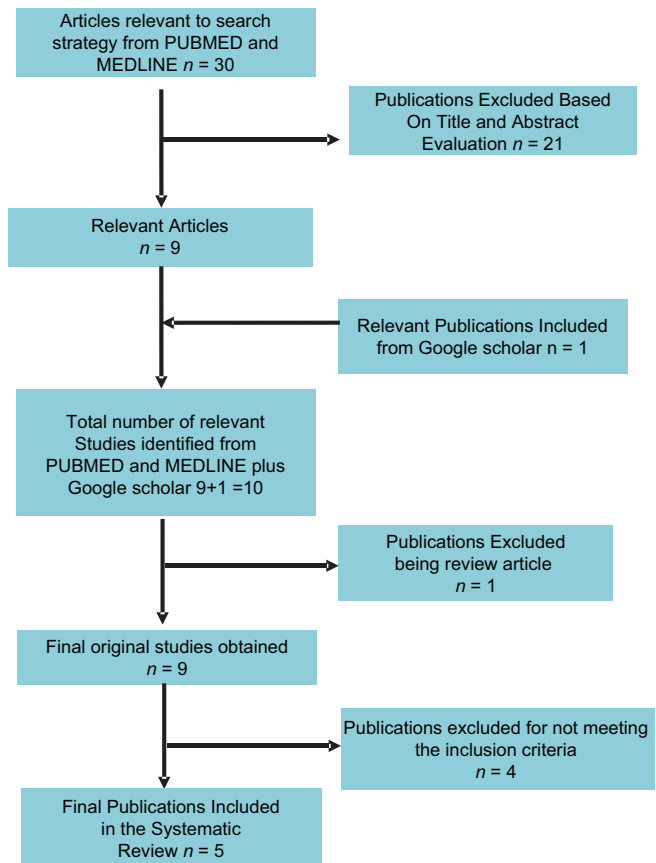 Articles relevant to search
strategy from PUBMED and
MEDLINE n = 30
Publications Excluded Based
On Title and Abstract
Evaluation n = 21
Relevant Articles
n = 9
Relevant Publications Included
from Google scholar n = 1
Total number of relevant
Studies identified from
PUBMED and MEDLINE plus
Google scholar 9+1 =10
Publications Excluded
being review article
n = 1
Final original studies obtained
n = 9
Publications excluded for not meeting
the inclusion criteria
n = 4
Final Publications Included
in the Systematic
Review n = 5